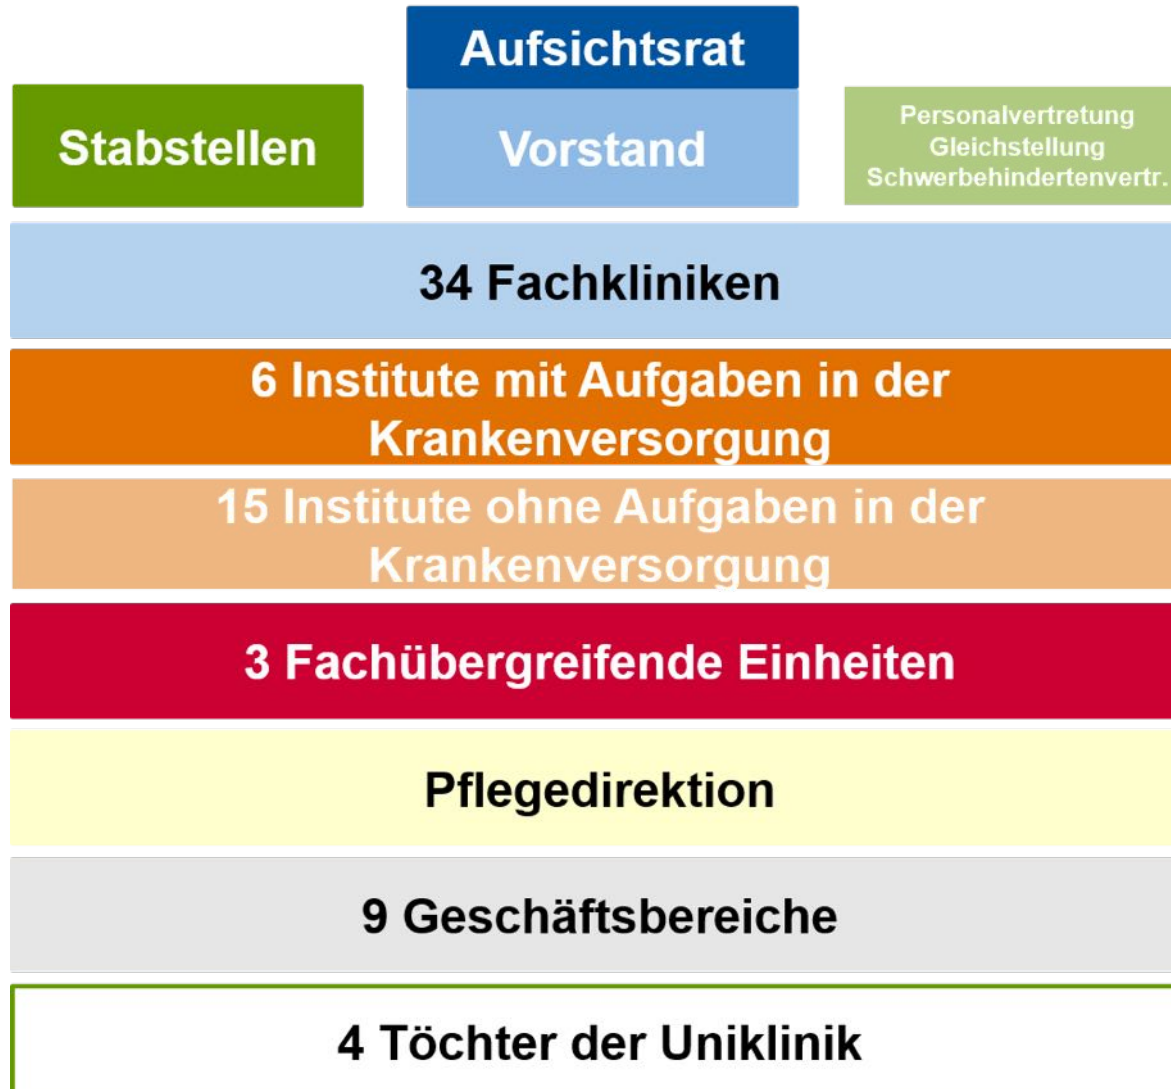 Aufsichtsrat
Stabstellen
Vorstand
Personalvertretung
Gleichstellung
Schwerbehindertenvertr.
34 Fachkliniken
6 Institute mit Aufgaben in der
Krankenversorgung
15 Institute ohne Aufgaben in der
Krankenversorgung
3 Fachübergreifende Einheiten
Pflegedirektion
9 Geschäftsbereiche
4 Töchter der Uniklinik